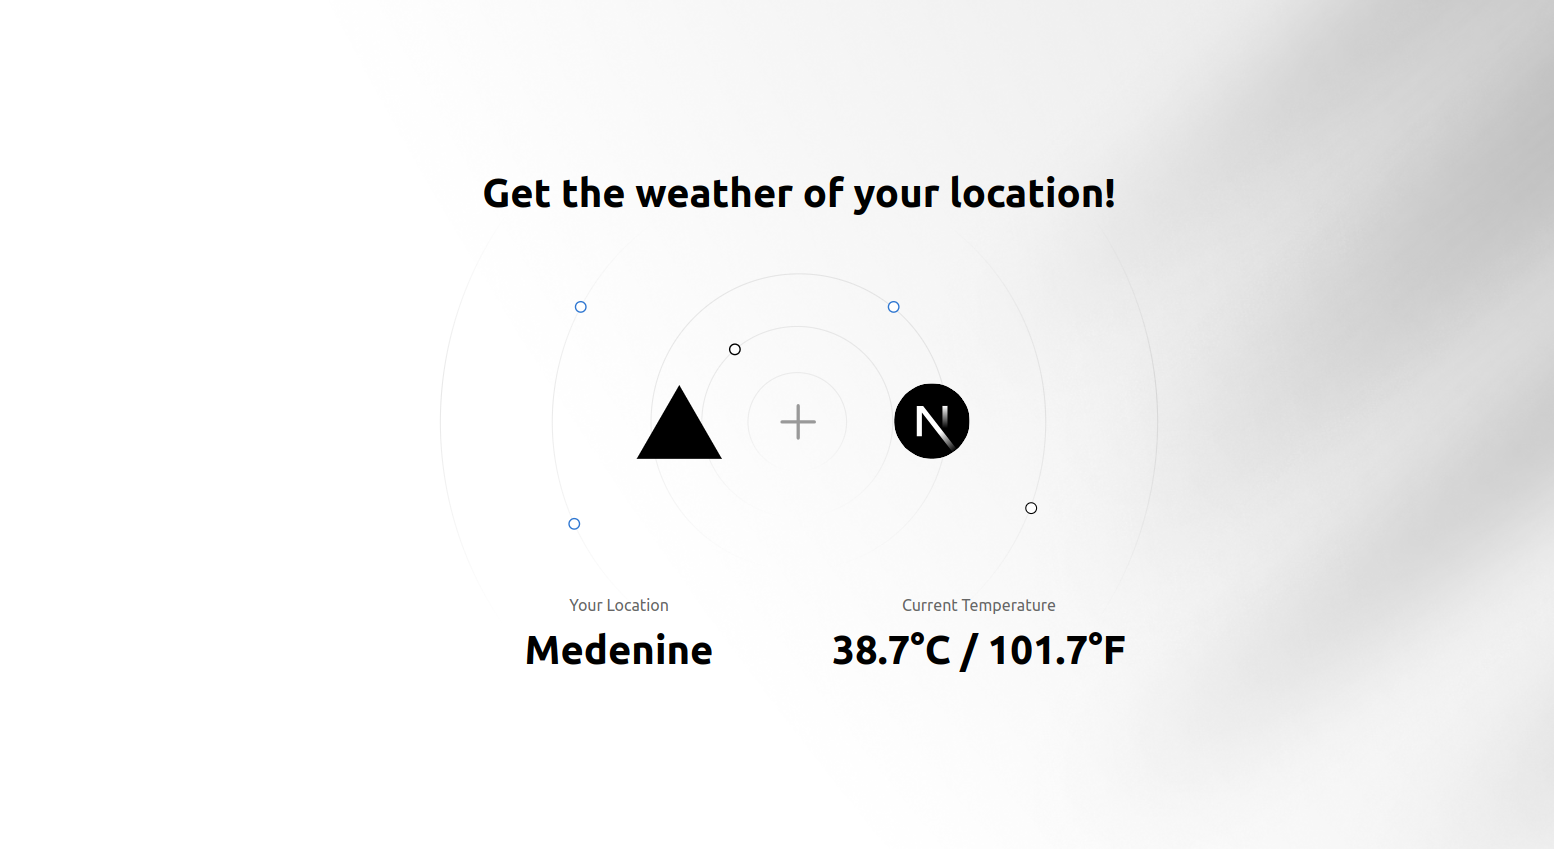 Get the weather of your location!
N
Your Location
Medenine
Current Temperature
38.7°C / 101.7°F